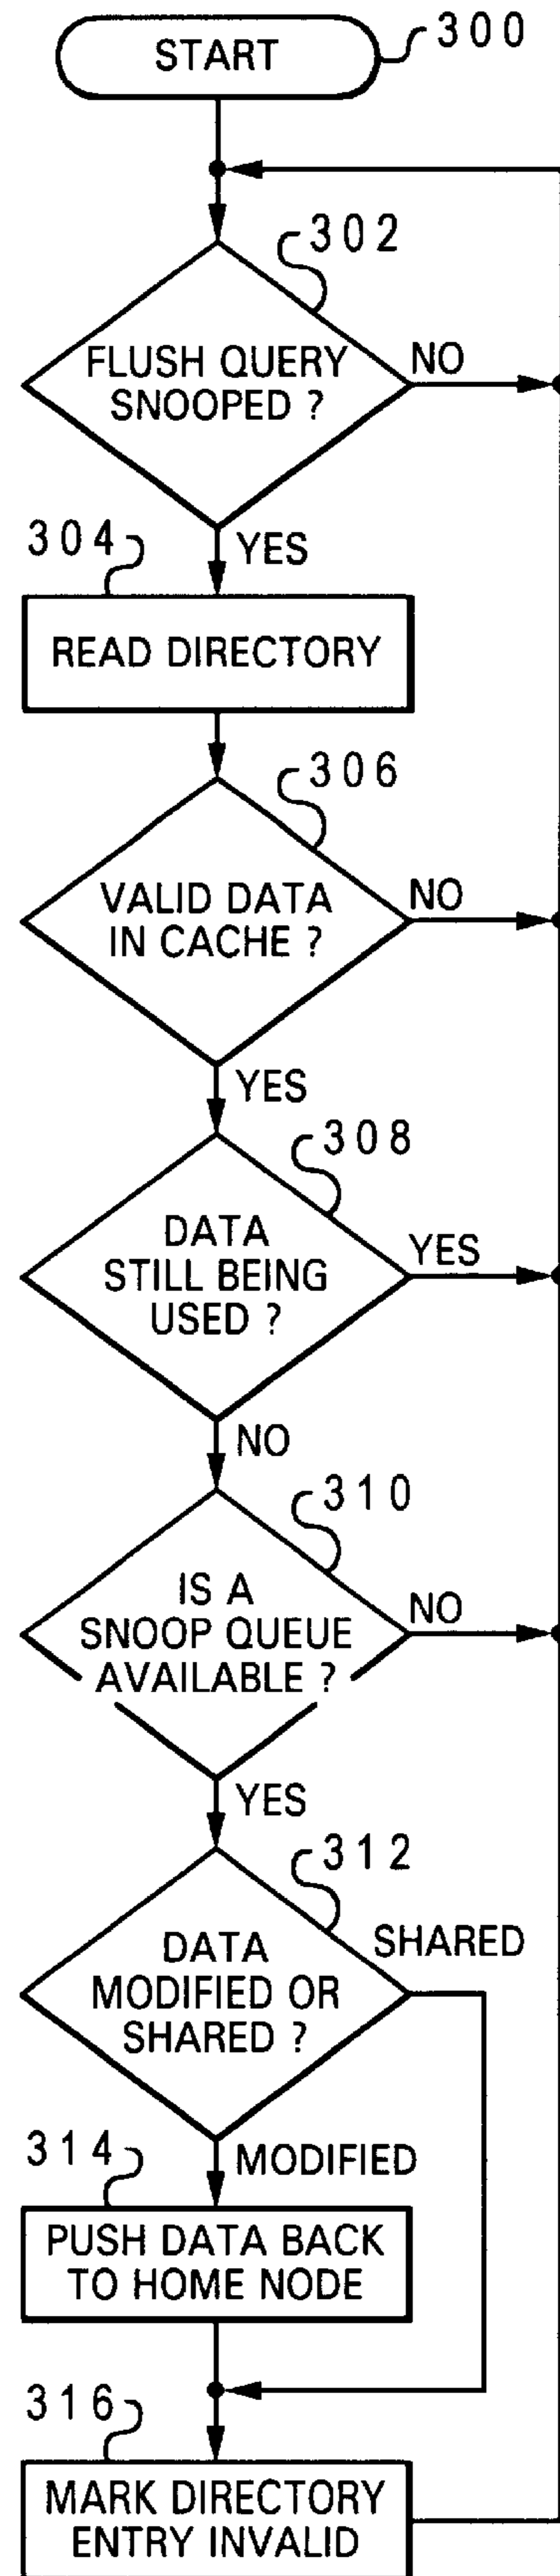 START
300
302
FLUSH QUERY
SNOOPED ?
NO
YES
304
READ DIRECTORY
306
VALID DATA
IN CACHE ?
NO
YES
308
DATA
STILL BEING
USED ?
YES
NO
310
IS A
SNOOP QUEUE
AVAILABLE ?
NO
YES
312
DATA
MODIFIED OR
SHARED ?
SHARED
MODIFIED
314
PUSH DATA BACK
TO HOME NODE
316
MARK DIRECTORY
ENTRY INVALID